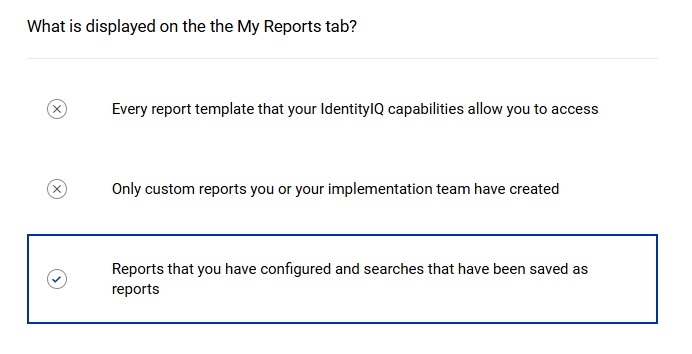 What is displayed on the the My Reports tab?
Every report template that your IdentityIQ capabilities allow you to access
Only custom reports you or your implementation team have created
Reports that you have configured and searches that have been saved as
reports